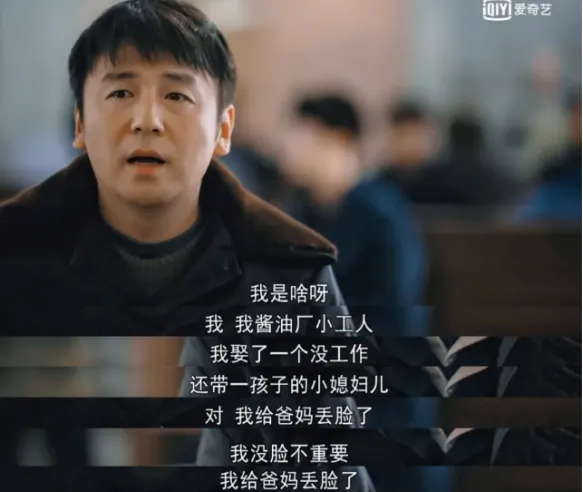 iQIYI 爱奇艺
我是啥呀
我 我酱油厂小工人
我娶了一个没工作
还带一孩子的小媳妇儿
对 我给爸妈丢脸了
我没脸不重要
我给爸妈丢脸了